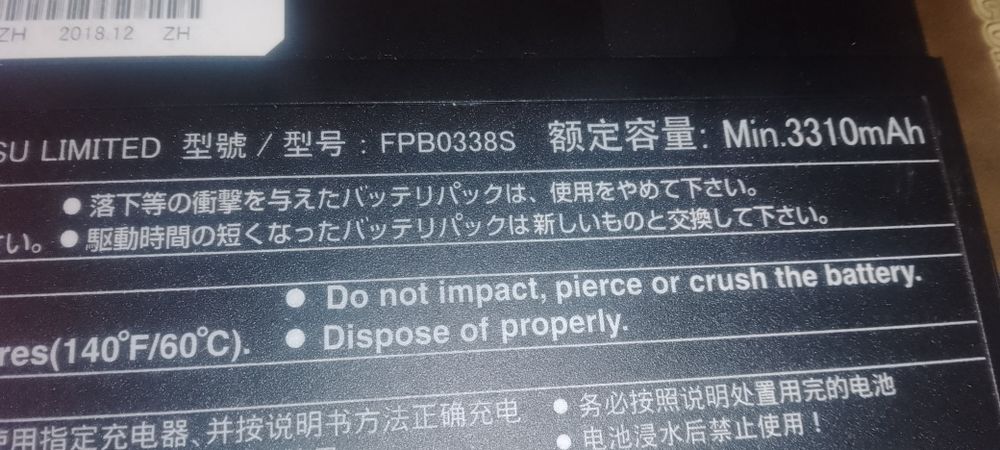 ZH 2018.12 ZH
SU LIMITED 型號 / 型号 : FPB0338S 额定容量: Min.3310mAh
● 落下等の衝撃を与えたバッテリパックは、使用をやめて下さい。
さい。● 駆動時間の短くなったバッテリパックは新しいものと交換して下さい。
● Do not impact, pierce or crush the battery.
res(140°F/60℃). ● Dispose of properly.
● 务必按照说明处置用完的电池
使用指定充电器、并按说明书方法正确充电
● 电池浸水后禁止使用！